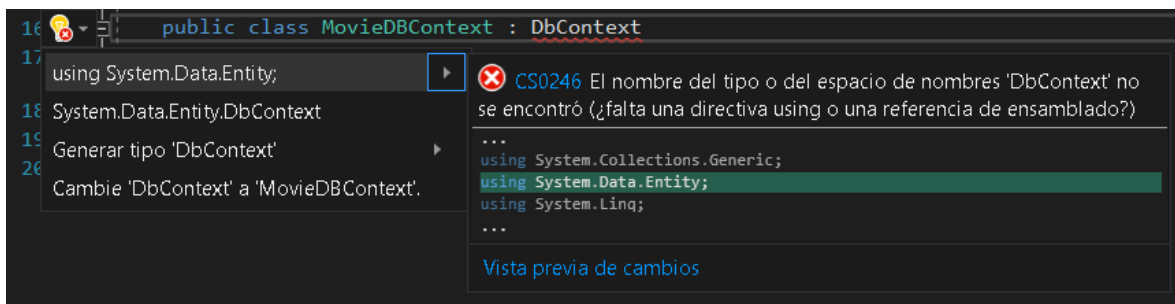 16 public class MovieDBContext : DbContext
17
18
19
20
using System.Data.Entity;
System.Data.Entity.DbContext
Generar tipo 'DbContext'
Cambie 'DbContext' a 'MovieDBContext'.
CS0246 El nombre del tipo o del espacio de nombres 'DbContext' no
se encontró (¿falta una directiva using o una referencia de ensamblado?)
...
using System.Collections.Generic;
using System.Data.Entity;
using System.Linq;
...
Vista previa de cambios